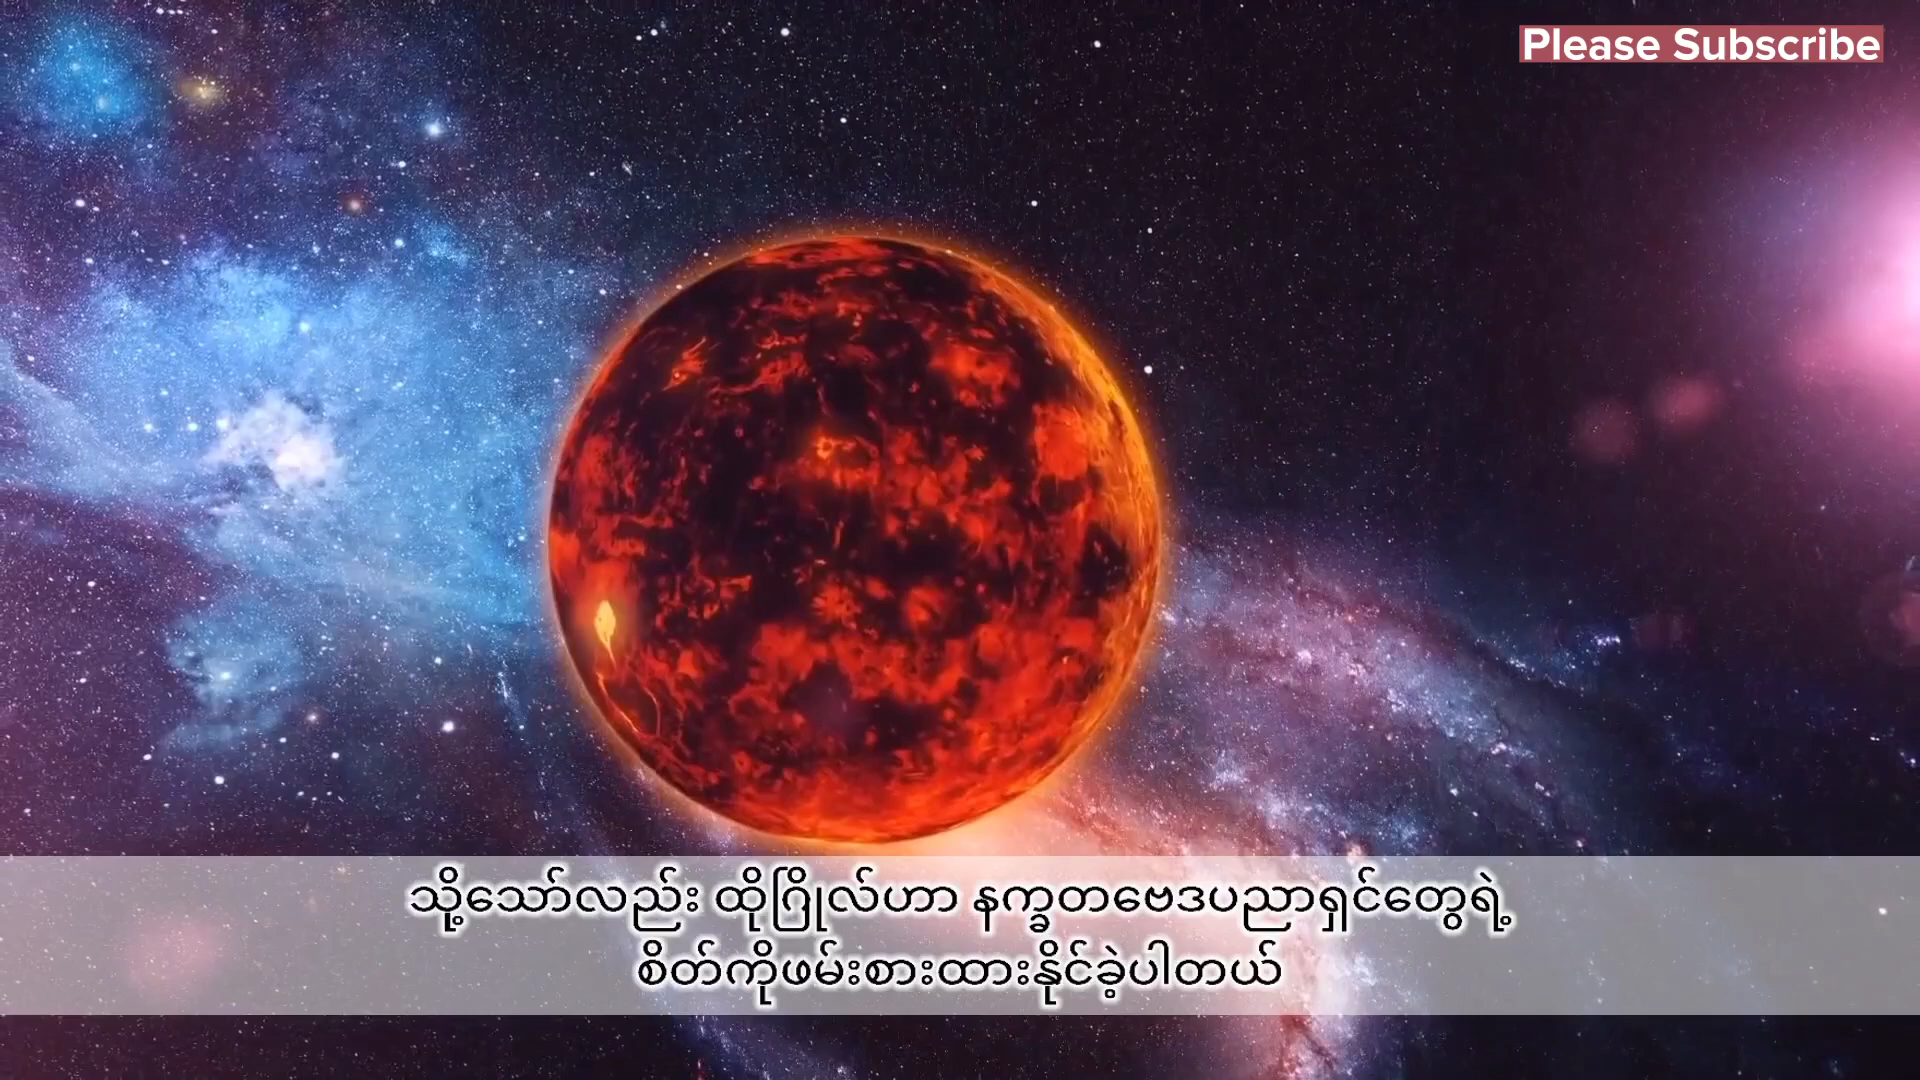 Please Subscribe
သို့သော်လည်း ထိုဂြိုလ်ဟာ နက္ခတဗေဒပညာရှင်တွေရဲ့
စိတ်ကိုဖမ်းစားထားနိုင်ခဲ့ပါတယ်